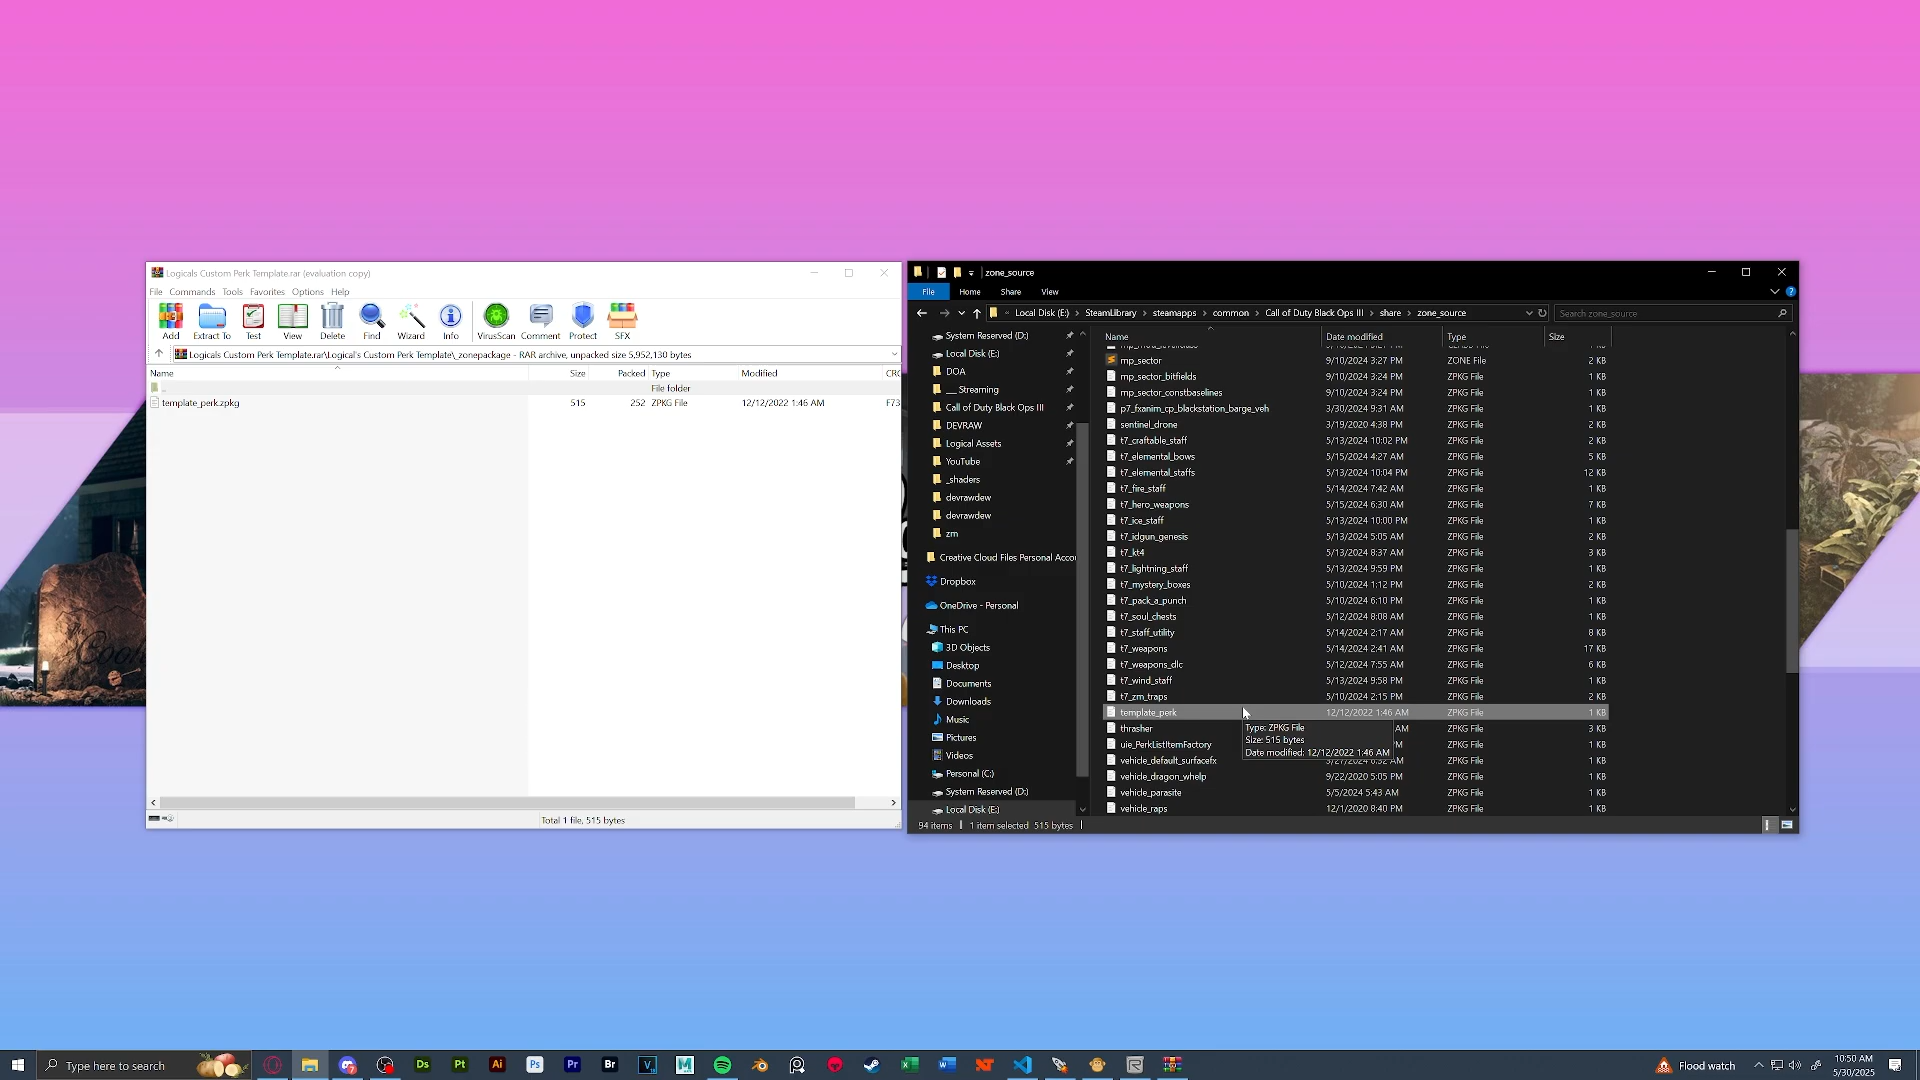 Logicals Custom Perk Template.rar (evaluation copy)
File Commands Tools Favorites Options Help
Add Extract To Test View Delete Find Wizard Info VirusScan Comment Protect SFX
Logicals Custom Perk Template.rar\Logical's Custom Perk Template\_zonepackage - RAR archive, unpacked size 5,952,130 bytes
Name Size Packed Type Modified CRC
.. File folder
template_perk.zpkg 515 252 ZPKG File 12/12/2022 1:46 AM F73
Total 1 file, 515 bytes
zone_source
File Home Share View
« Local Disk (E:) > SteamLibrary > steamapps > common > Call of Duty Black Ops III > share > zone_source
Search zone_source
System Reserved (D:)
Local Disk (E:)
DOA
__ Streaming
Call of Duty Black Ops III
DEVRAW
Logical Assets
YouTube
_shaders
devrawdew
devrawdew
zm
Creative Cloud Files Personal Accou
Dropbox
OneDrive - Personal
This PC
3D Objects
Desktop
Documents
Downloads
Music
Pictures
Videos
Personal (C:)
System Reserved (D:)
Local Disk (E:)
Name Date modified Type Size
mp_sector 9/10/2024 3:27 PM ZONE File 2 KB
mp_sector_bitfields 9/10/2024 3:24 PM ZPKG File 1 KB
mp_sector_constbaselines 9/10/2024 3:24 PM ZPKG File 1 KB
p7_fxanim_cp_blackstation_barge_veh 3/30/2020 9:31 AM ZPKG File 1 KB
sentinel_drone 3/19/2020 4:38 PM ZPKG File 2 KB
t7_craftable_staff 5/13/2024 10:02 PM ZPKG File 2 KB
t7_elemental_bows 5/15/2024 4:27 AM ZPKG File 5 KB
t7_elemental_staffs 5/13/2024 10:04 PM ZPKG File 12 KB
t7_fire_staff 5/14/2024 7:42 AM ZPKG File 1 KB
t7_hero_weapons 5/15/2024 6:30 AM ZPKG File 7 KB
t7_ice_staff 5/13/2024 10:00 PM ZPKG File 1 KB
t7_idgun_genesis 5/13/2024 5:05 AM ZPKG File 2 KB
t7_kt4 5/13/2024 8:37 AM ZPKG File 3 KB
t7_lightning_staff 5/13/2024 9:59 PM ZPKG File 1 KB
t7_mystery_boxes 5/10/2024 1:12 PM ZPKG File 2 KB
t7_pack_a_punch 5/10/2024 6:10 PM ZPKG File 1 KB
t7_soul_chests 5/12/2024 8:08 AM ZPKG File 1 KB
t7_staff_utility 5/14/2024 2:17 AM ZPKG File 8 KB
t7_weapons 5/14/2024 2:41 AM ZPKG File 17 KB
t7_weapons_dlc 5/12/2024 7:55 AM ZPKG File 6 KB
t7_wind_staff 5/13/2024 9:58 PM ZPKG File 1 KB
t7_zm_traps 5/10/2024 2:15 PM ZPKG File 2 KB
template_perk 12/12/2022 1:46 AM ZPKG File 1 KB
thrasher AM ZPKG File 3 KB
uie_PerkListItemFactory ZPKG File 1 KB
vehicle_default_surfacefx ZPKG File 1 KB
vehicle_dragon_whelp 9/22/2020 5:05 PM ZPKG File 1 KB
vehicle_parasite 5/5/2024 5:43 AM ZPKG File 1 KB
vehicle_raps 12/1/2020 8:40 PM ZPKG File 1 KB
Type: ZPKG File
Size: 515 bytes
Date modified: 12/12/2022 1:46 AM
94 items 1 item selected 515 bytes
Type here to search
Ds Pt Ai Ps Pr Br
Flood watch
10:50 AM
5/30/2025